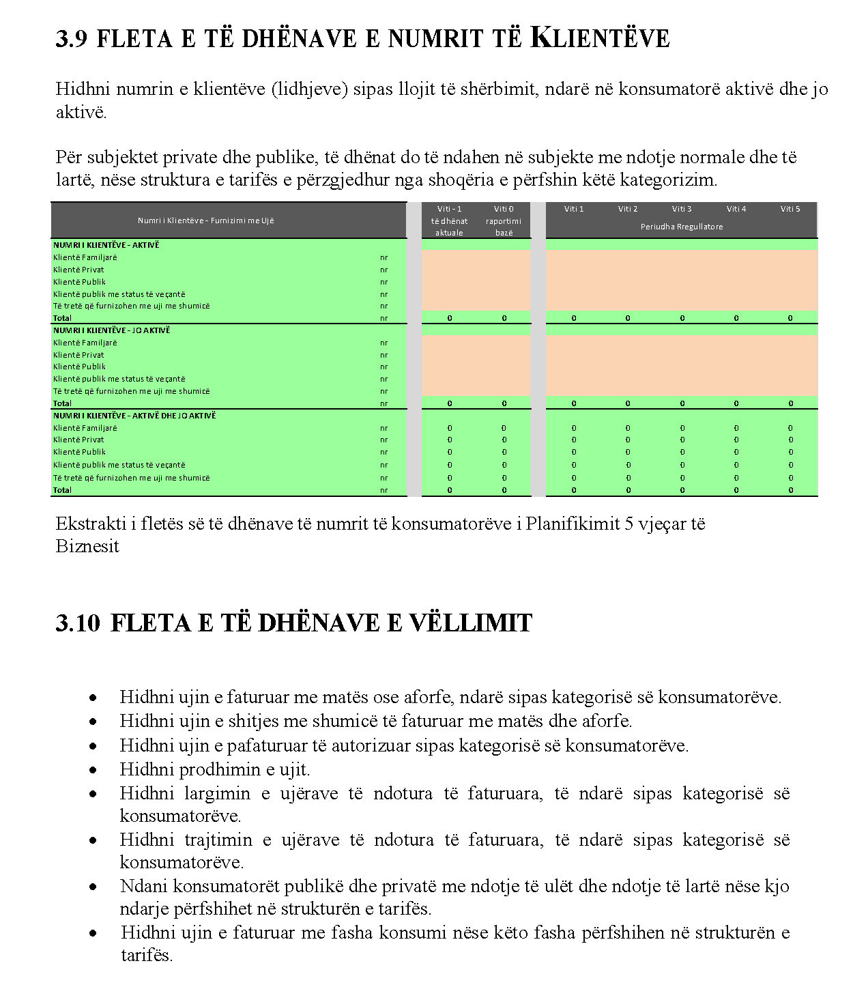 3.9 FLETA E TË DHËNAVE E NUMRIT TË KLIENTËVE
Hidhni numrin e klientëve (lidhjeve) sipas llojit të shërbimit, ndarë në konsumatorë aktivë dhe jo
aktivë.
Për subjektet private dhe publike, të dhënat do të ndahen në subjekte me ndotje normale dhe të
lartë, nëse struktura e tarifës e përzgjedhur nga shoqëria e përfshin këtë kategorizim.
Numri i Klientëve - Furnizimi me Ujë
Viti - 1 Viti 0 Viti 1 Viti 2 Viti 3 Viti 4 Viti 5
të dhënat raportimi
aktuale bazë
Periudha Rregullatore
NUMRI I KLIENTËVE - AKTIVË
Klientë Familjarë nr
Klientë Privat nr
Klientë Publik nr
Klientë publik me status të veçantë nr
Të tretë që furnizohen me uji me shumicë nr
Total nr 0 0 0 0 0 0 0
NUMRI I KLIENTËVE - JO AKTIVË
Klientë Familjarë nr
Klientë Privat nr
Klientë Publik nr
Klientë publik me status të veçantë nr
Të tretë që furnizohen me uji me shumicë nr
Total nr 0 0 0 0 0 0 0
NUMRI I KLIENTËVE - AKTIVË DHE JO AKTIVË
Klientë Familjarë nr 0 0 0 0 0 0 0
Klientë Privat nr 0 0 0 0 0 0 0
Klientë Publik nr 0 0 0 0 0 0 0
Klientë publik me status të veçantë nr 0 0 0 0 0 0 0
Të tretë që furnizohen me uji me shumicë nr 0 0 0 0 0 0 0
Total nr 0 0 0 0 0 0 0
Ekstrakti i fletës së të dhënave të numrit të konsumatorëve i Planifikimit 5 vjeçar të
Biznesit
3.10 FLETA E TË DHËNAVE E VËLLIMIT
• Hidhni ujin e faturuar me matës ose aforfe, ndarë sipas kategorisë së konsumatorëve.
• Hidhni ujin e shitjes me shumicë të faturuar me matës dhe aforfe.
• Hidhni ujin e pafaturuar të autorizuar sipas kategorisë së konsumatorëve.
• Hidhni prodhimin e ujit.
• Hidhni largimin e ujërave të ndotura të faturuara, të ndarë sipas kategorisë së
konsumatorëve.
• Hidhni trajtimin e ujërave të ndotura të faturuara, të ndarë sipas kategorisë së
konsumatorëve.
• Ndani konsumatorët publikë dhe privatë me ndotje të ulët dhe ndotje të lartë nëse kjo
ndarje përfshihet në strukturën e tarifës.
• Hidhni ujin e faturuar me fasha konsumi nëse këto fasha përfshihen në strukturën e
tarifës.